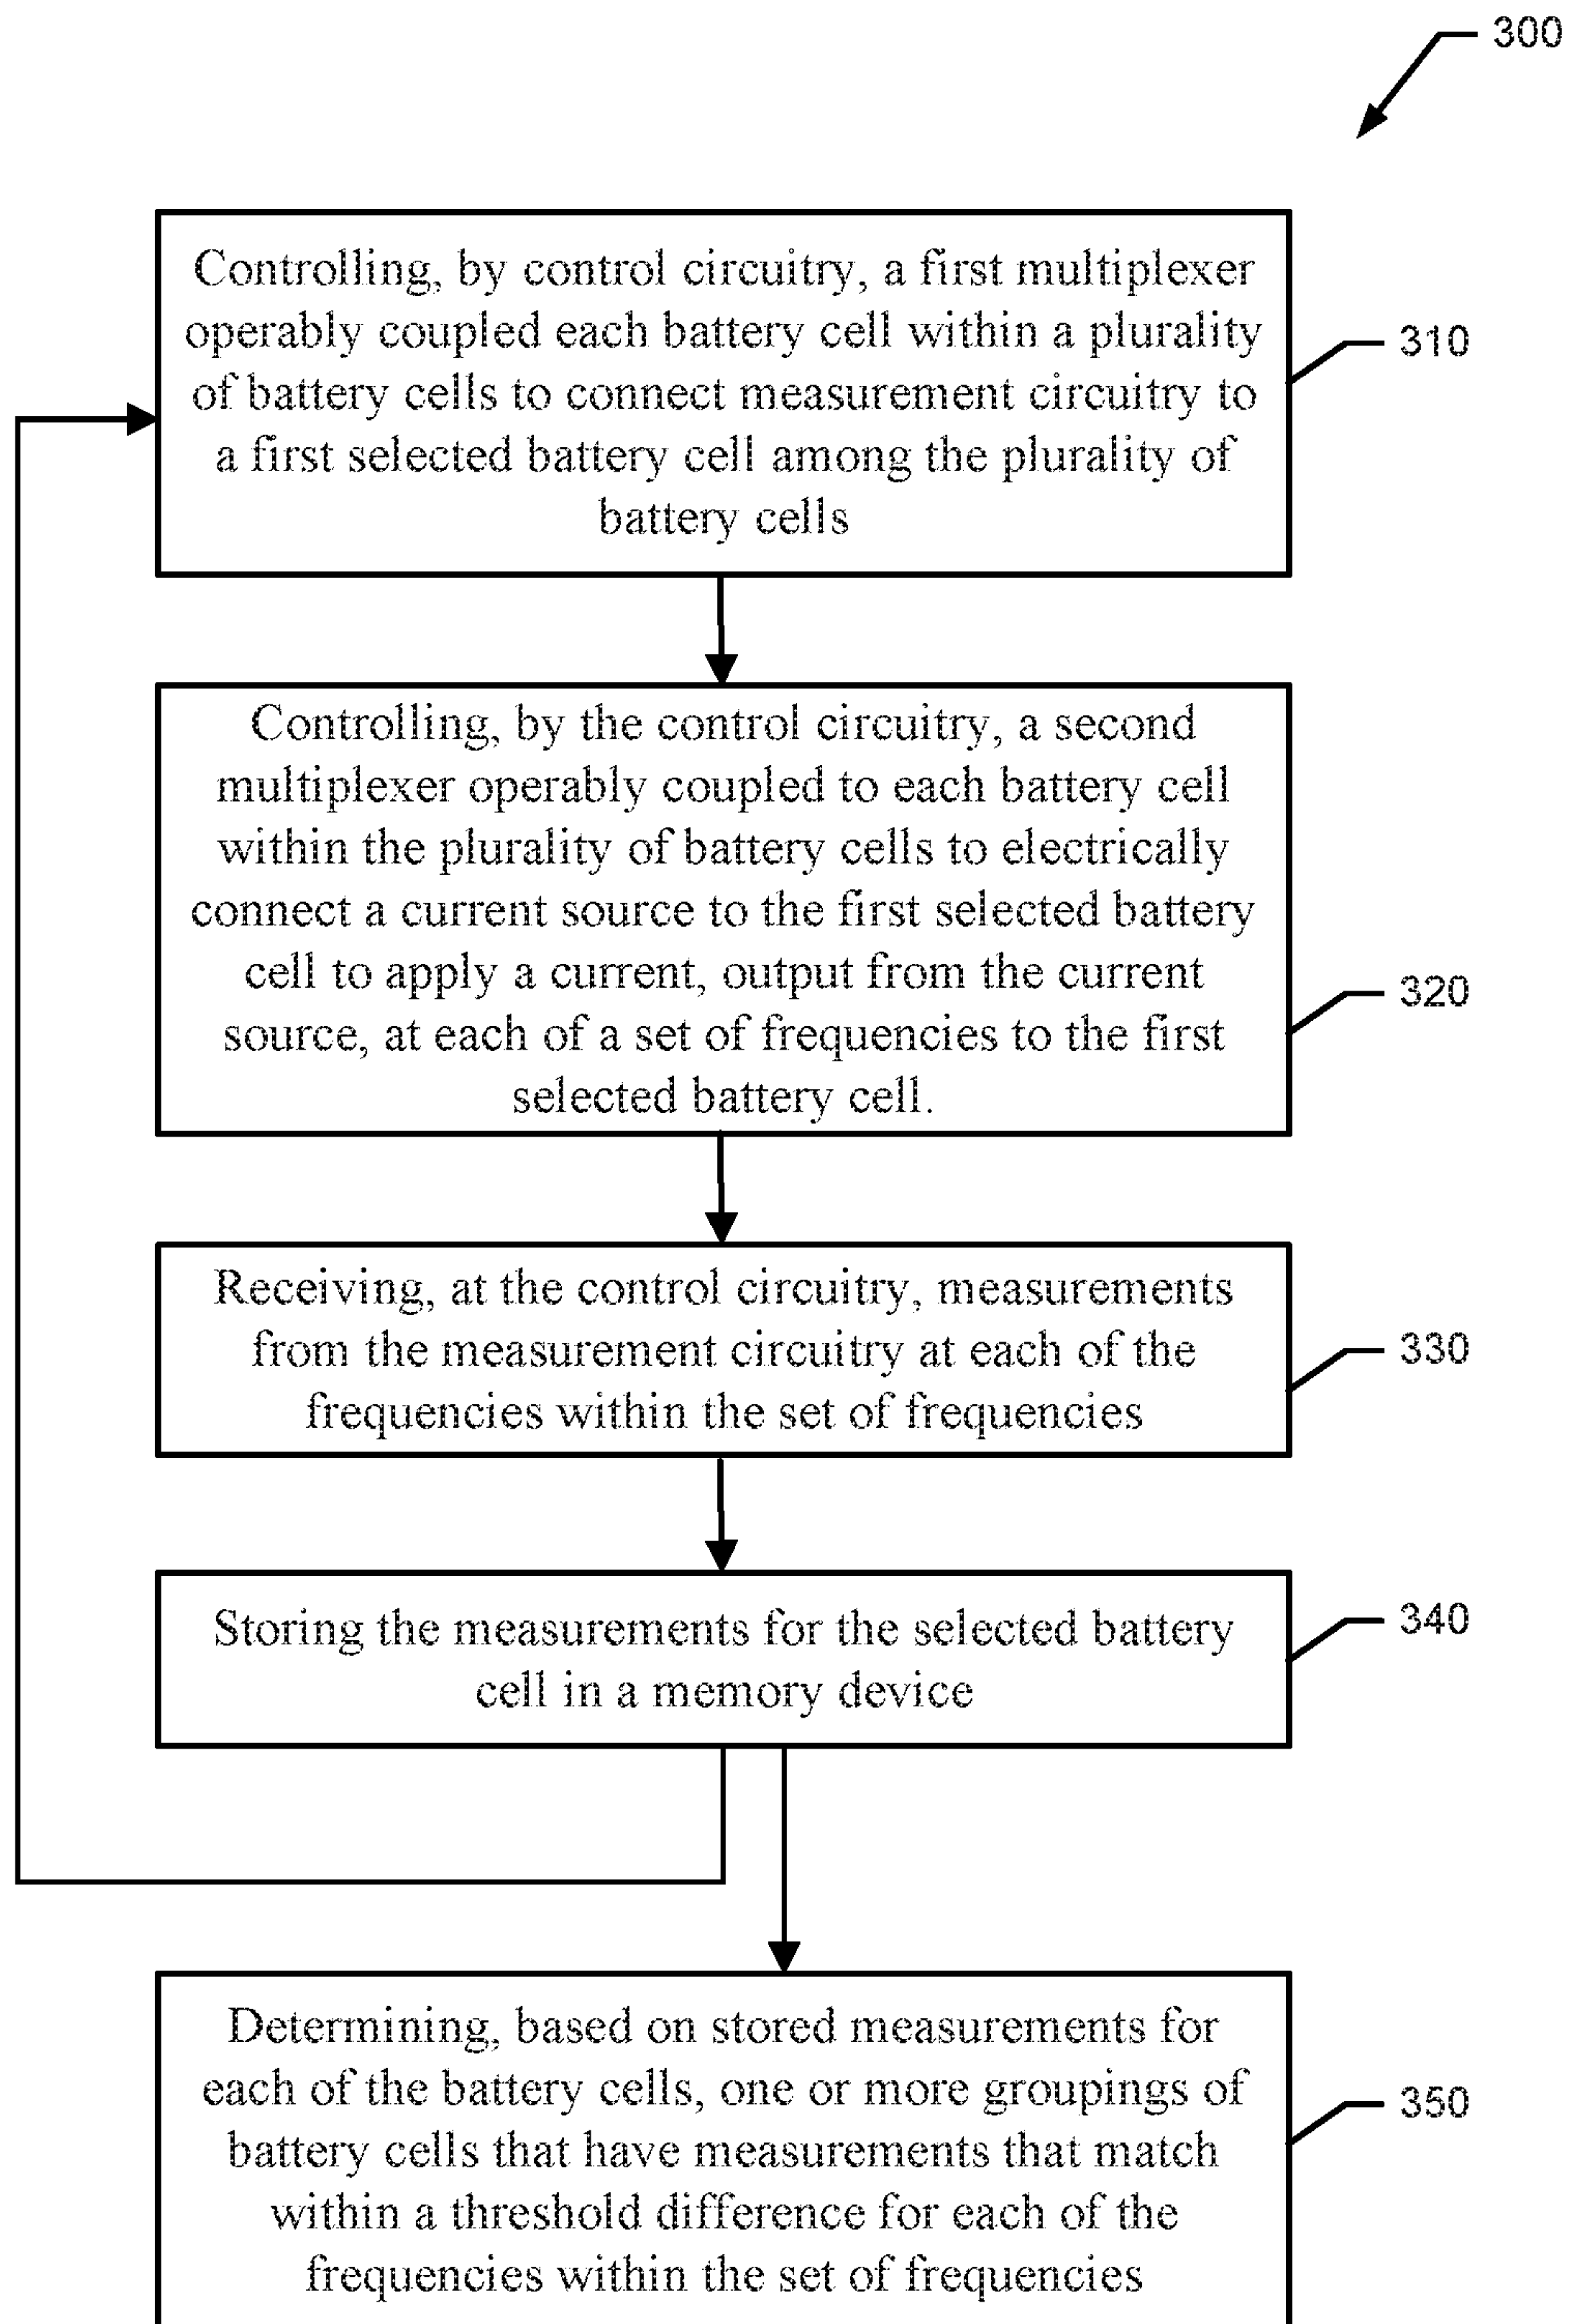 300
Controlling, by control circuitry, a first multiplexer
operably coupled each battery cell within a plurality
of battery cells to connect measurement circuitry to
a first selected battery cell among the plurality of
battery cells
310
Controlling, by the control circuitry, a second
multiplexer operably coupled to each battery cell
within the plurality of battery cells to electrically
connect a current source to the first selected battery
cell to apply a current, output from the current
source, at each of a set of frequencies to the first
selected battery cell.
320
Receiving, at the control circuitry, measurements
from the measurement circuitry at each of the
frequencies within the set of frequencies
330
Storing the measurements for the selected battery
cell in a memory device
340
Determining, based on stored measurements for
each of the battery cells, one or more groupings of
battery cells that have measurements that match
within a threshold difference for each of the
frequencies within the set of frequencies
350